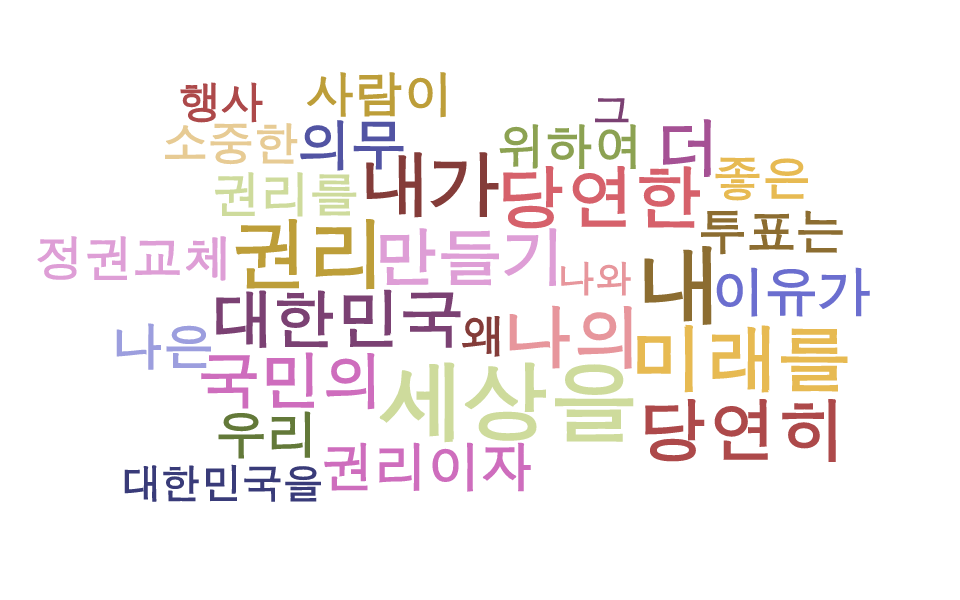 행사
사람이
그
소중한
의무
위하여
더
권리를
내가
당연한
좋은
정권교체
권리
만들기
나와
내
투표는
이유가
나은
대한민국
왜
나의
미래를
국민의
세상을
당연히
우리
대한민국을
권리이자